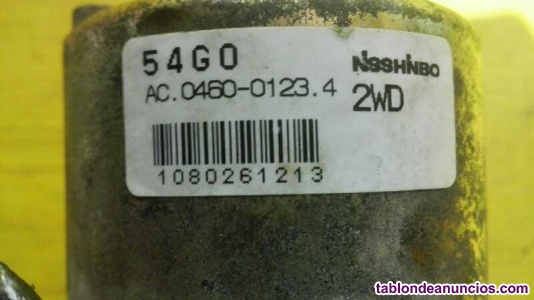 54G0
NISSHINBO
AC.0460-0123.4
2WD
1080261213
tablondeanuncios.com